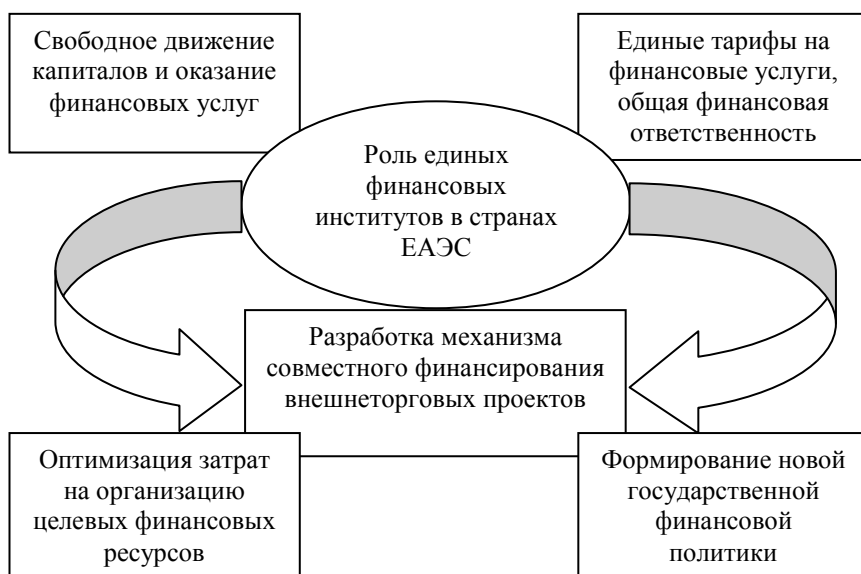 Свободное движение
капиталов и оказание
финансовых услуг
Единые тарифы на
финансовые услуги,
общая финансовая
ответственность
Роль единых
финансовых
институтов в странах
ЕАЭС
Разработка механизма
совместного финансирования
внешнеторговых проектов
Оптимизация затрат
на организацию
целевых финансовых
ресурсов
Формирование новой
государственной
финансовой
политики